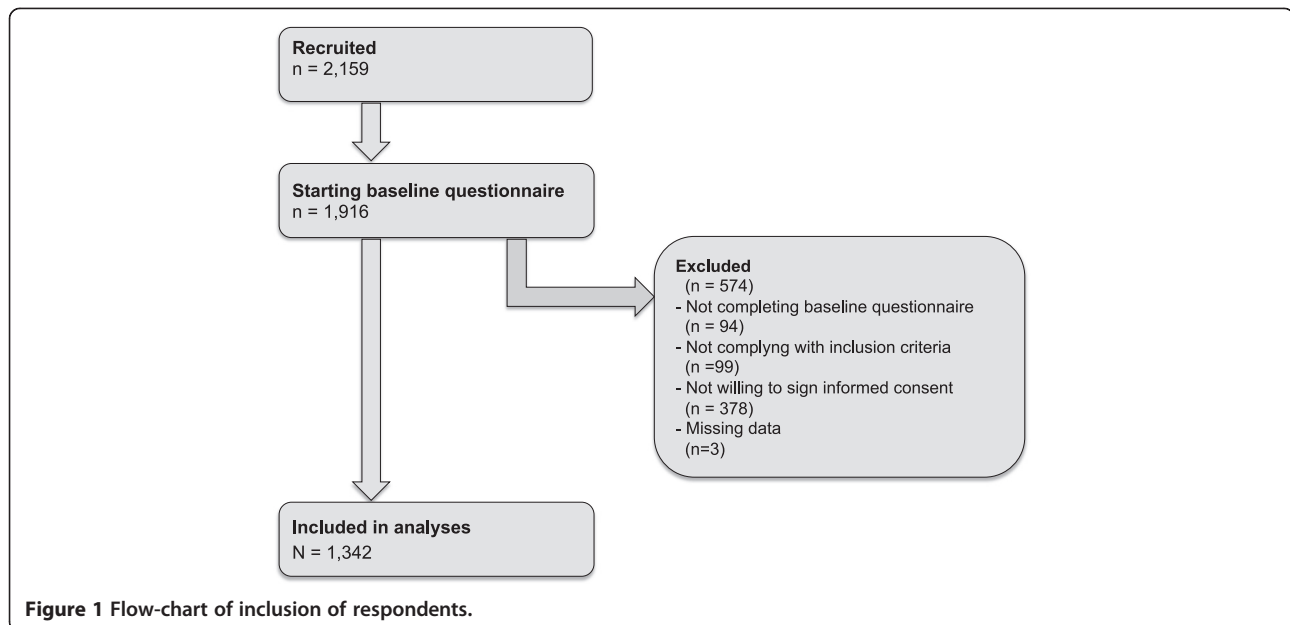 Recruited
n = 2,159
Starting baseline questionnaire
n = 1,916
Excluded
(n = 574)
- Not completing baseline questionnaire
(n = 94)
- Not complyng with inclusion criteria
(n =99)
- Not willing to sign informed consent
(n = 378)
- Missing data
(n=3)
Included in analyses
N = 1,342
Figure 1 Flow-chart of inclusion of respondents.